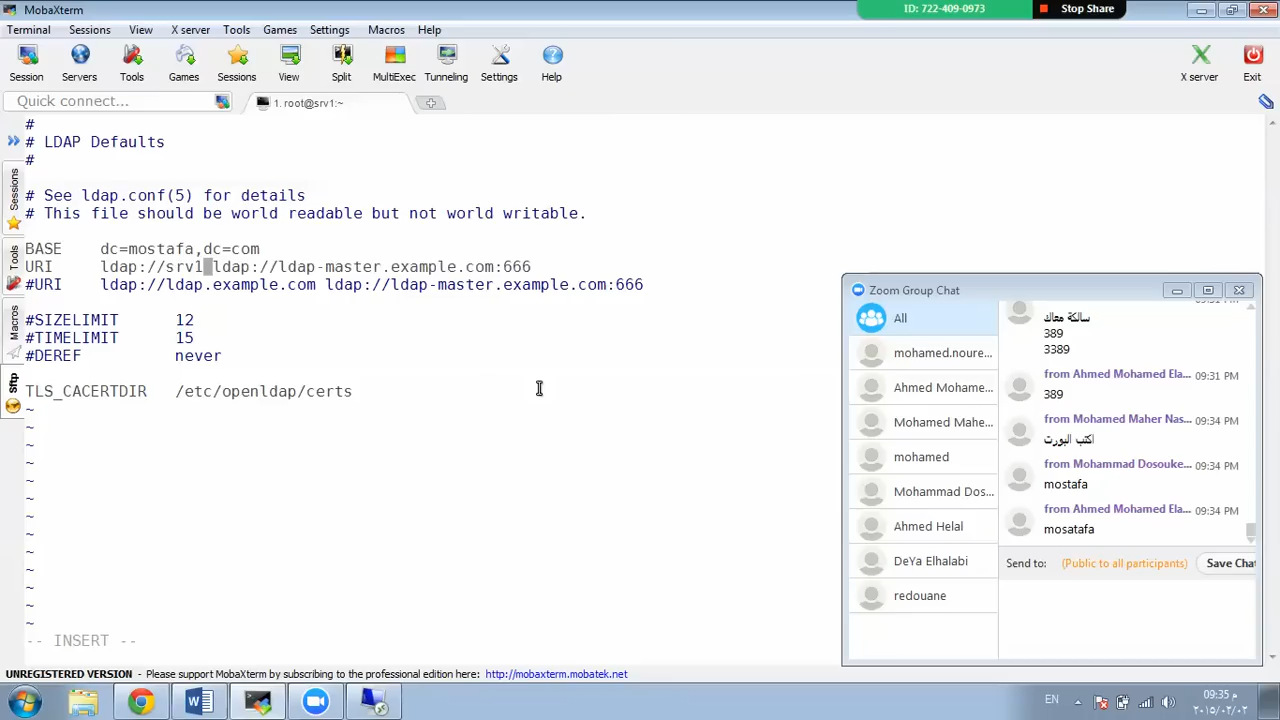 MobaXterm
ID: 722-409-0973
Stop Share
Terminal Sessions View X server Tools Games Settings Macros Help
Session Servers Tools Games Sessions View Split MultiExec Tunneling Settings Help X server Exit
Quick connect...
1. root@srv1:~
Sessions
Tools
Macros
Sftp
#
# LDAP Defaults
#
# See ldap.conf(5) for details
# This file should be world readable but not world writable.
BASE dc=mostafa,dc=com
URI ldap://srv1 ldap://ldap-master.example.com:666
#URI ldap://ldap.example.com ldap://ldap-master.example.com:666
#SIZELIMIT 12
#TIMELIMIT 15
#DEREF never
TLS_CACERTDIR /etc/openldap/certs
~
~
~
~
~
~
~
~
~
~
~
~
~
-- INSERT --
Zoom Group Chat
All
mohamed.noure...
Ahmed Mohame...
Mohamed Mahe...
mohamed
Mohammad Dos...
Ahmed Helal
DeYa Elhalabi
redouane
سالكة معاك
389
3389
from Ahmed Mohamed Ela... 09:31 PM
389
from Mohamed Maher Nas... 09:34 PM
اكتب البورت
from Mohammad Dosouke... 09:34 PM
mostafa
from Ahmed Mohamed Ela... 09:34 PM
mosatafa
Send to: (Public to all participants) Save Chat
UNREGISTERED VERSION - Please support MobaXterm by subscribing to the professional edition here: http://mobaxterm.mobatek.net
EN
09:35 م
٢٠١٥/٠٢/٠٢